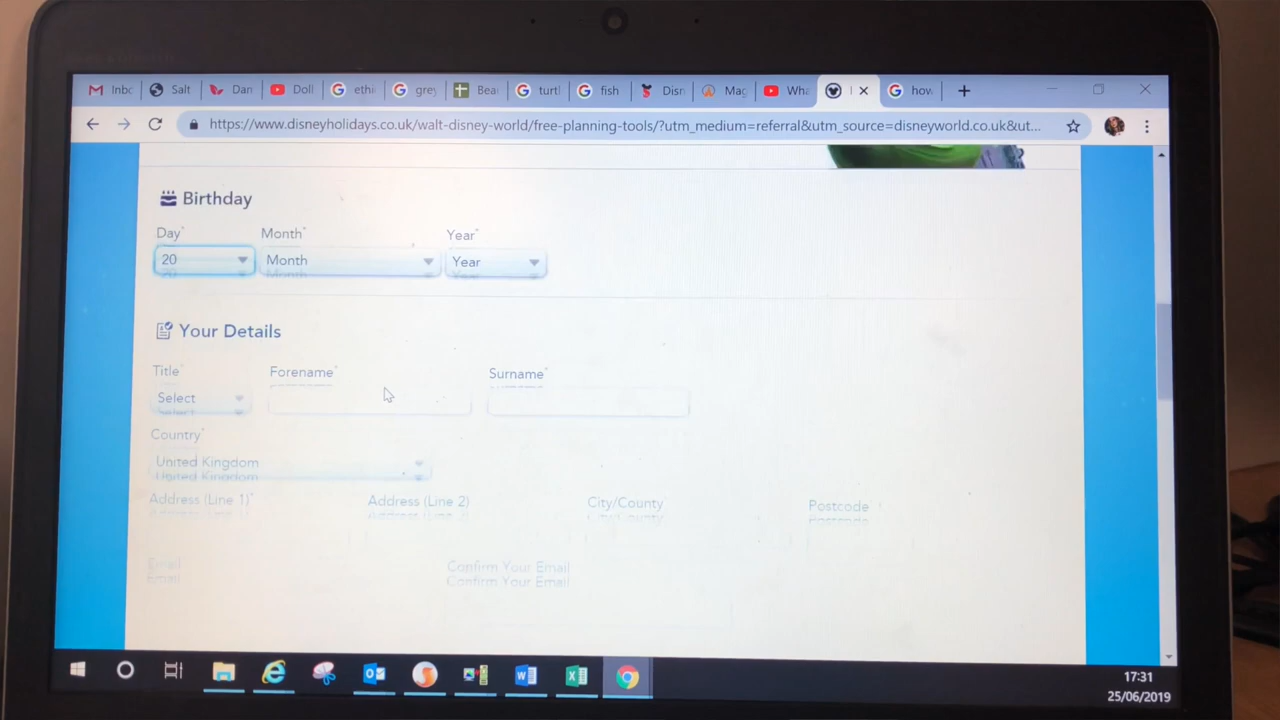 Inbc Salt Dan Doll ethi grey Bea turtl fish Disn Mag Wha how
https://www.disneyholidays.co.uk/walt-disney-world/free-planning-tools/?utm_medium=referral&utm_source=disneyworld.co.uk&ut...
Birthday
Day* Month* Year*
20 Month Year
Your Details
Title* Forename* Surname*
Select
Country*
United Kingdom
Address (Line 1)* Address (Line 2) City/County Postcode
Email Confirm Your Email
17:31
25/06/2019